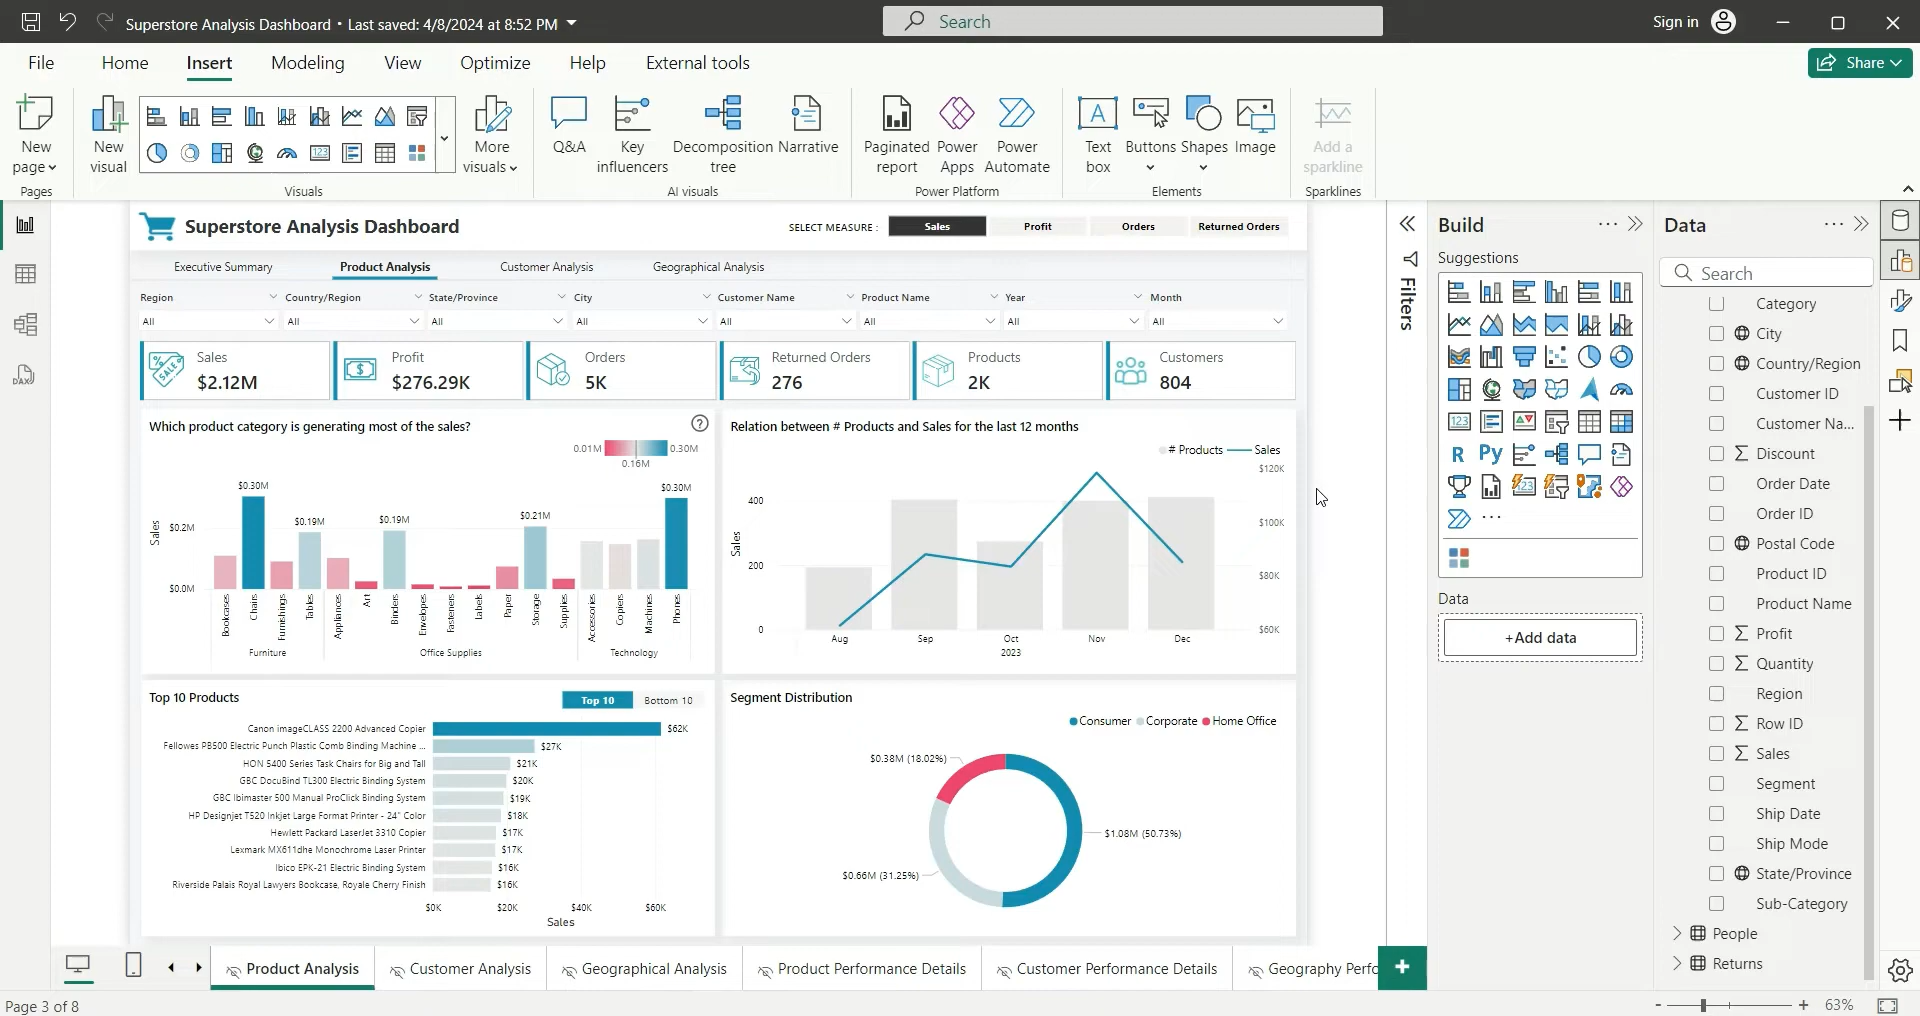 Superstore Analysis Dashboard • Last saved: 4/8/2024 at 8:52 PM
Search
Sign in
File Home Insert Modeling View Optimize Help External tools
Share
New page
New visual
More visuals
Q&A
Key influencers
Decomposition tree
Narrative
Paginated report
Power Apps
Power Automate
Text box
Buttons
Shapes
Image
Add a sparkline
Pages
Visuals
AI visuals
Power Platform
Elements
Sparklines
Superstore Analysis Dashboard
SELECT MEASURE : Sales Profit Orders Returned Orders
Executive Summary Product Analysis Customer Analysis Geographical Analysis
Region Country/Region State/Province City Customer Name Product Name Year Month
All All All All All All All All
Sales
$2.12M
Profit
$276.29K
Orders
5K
Returned Orders
276
Products
2K
Customers
804
Which product category is generating most of the sales?
0.01M 0.30M
0.16M
Sales
$0.2M
$0.0M
$0.30M $0.19M $0.19M $0.21M $0.30M
Bookcases Chairs Furnishings Tables Appliances Art Binders Envelopes Fasteners Labels Paper Storage Supplies Accessories Copiers Machines Phones
Furniture Office Supplies Technology
Relation between # Products and Sales for the last 12 months
# Products Sales
Sales
400
200
0
$120K
$100K
$80K
$60K
Aug Sep Oct Nov Dec
2023
Top 10 Products
Top 10 Bottom 10
Canon imageCLASS 2200 Advanced Copier $62K
Fellowes PB500 Electric Punch Plastic Comb Binding Machine ... $27K
HON 5400 Series Task Chairs for Big and Tall $21K
GBC DocuBind TL300 Electric Binding System $20K
GBC Ibimaster 500 Manual ProClick Binding System $19K
HP Designjet T520 Inkjet Large Format Printer - 24" Color $18K
Hewlett Packard LaserJet 3310 Copier $17K
Lexmark MX611dhe Monochrome Laser Printer $17K
Ibico EPK-21 Electric Binding System $16K
Riverside Palais Royal Lawyers Bookcase, Royale Cherry Finish $16K
$0K $20K $40K $60K
Sales
Segment Distribution
Consumer Corporate Home Office
$0.38M (18.02%)
$1.08M (50.73%)
$0.66M (31.25%)
Filters
Build
Suggestions
R Py
Data
+Add data
Data
Search
Category
City
Country/Region
Customer ID
Customer Na...
Discount
Order Date
Order ID
Postal Code
Product ID
Product Name
Profit
Quantity
Region
Row ID
Sales
Segment
Ship Date
Ship Mode
State/Province
Sub-Category
People
Returns
Product Analysis Customer Analysis Geographical Analysis Product Performance Details Customer Performance Details Geography Perfo
Page 3 of 8
63%